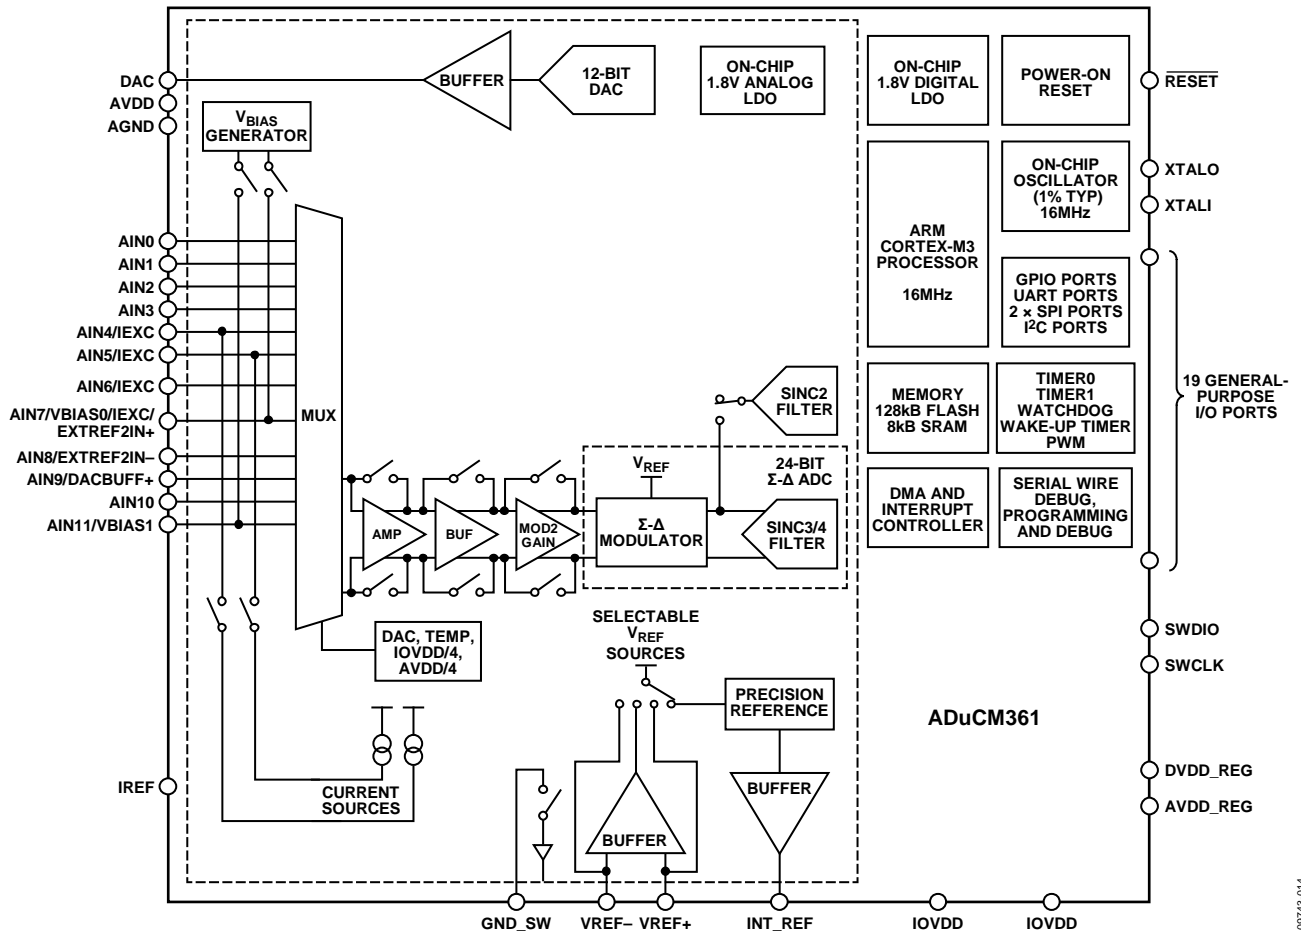 DAC
AVDD
AGND
BUFFER
12-BIT
DAC
ON-CHIP
1.8V ANALOG
LDO
ON-CHIP
1.8V DIGITAL
LDO
POWER-ON
RESET
RESET
VBIAS
GENERATOR
ARM
CORTEX-M3
PROCESSOR
16MHz
ON-CHIP
OSCILLATOR
(1% TYP)
16MHz
XTALO
XTALI
AIN0
AIN1
AIN2
AIN3
AIN4/IEXC
AIN5/IEXC
AIN6/IEXC
AIN7/VBIAS0/IEXC/
EXTREF2IN+
AIN8/EXTREF2IN–
AIN9/DACBUFF+
AIN10
AIN11/VBIAS1
MUX
GPIO PORTS
UART PORTS
2 × SPI PORTS
I2C PORTS
19 GENERAL-
PURPOSE
I/O PORTS
SINC2
FILTER
MEMORY
128kB FLASH
8kB SRAM
TIMER0
TIMER1
WATCHDOG
WAKE-UP TIMER
PWM
AMP
BUF
MOD2
GAIN
VREF
24-BIT
Σ-Δ ADC
Σ-Δ
MODULATOR
SINC3/4
FILTER
DMA AND
INTERRUPT
CONTROLLER
SERIAL WIRE
DEBUG,
PROGRAMMING
AND DEBUG
DAC, TEMP,
IOVDD/4,
AVDD/4
SELECTABLE
VREF
SOURCES
PRECISION
REFERENCE
SWDIO
SWCLK
ADuCM361
IREF
CURRENT
SOURCES
BUFFER
BUFFER
DVDD_REG
AVDD_REG
GND_SW
VREF–
VREF+
INT_REF
IOVDD
IOVDD
09743-014